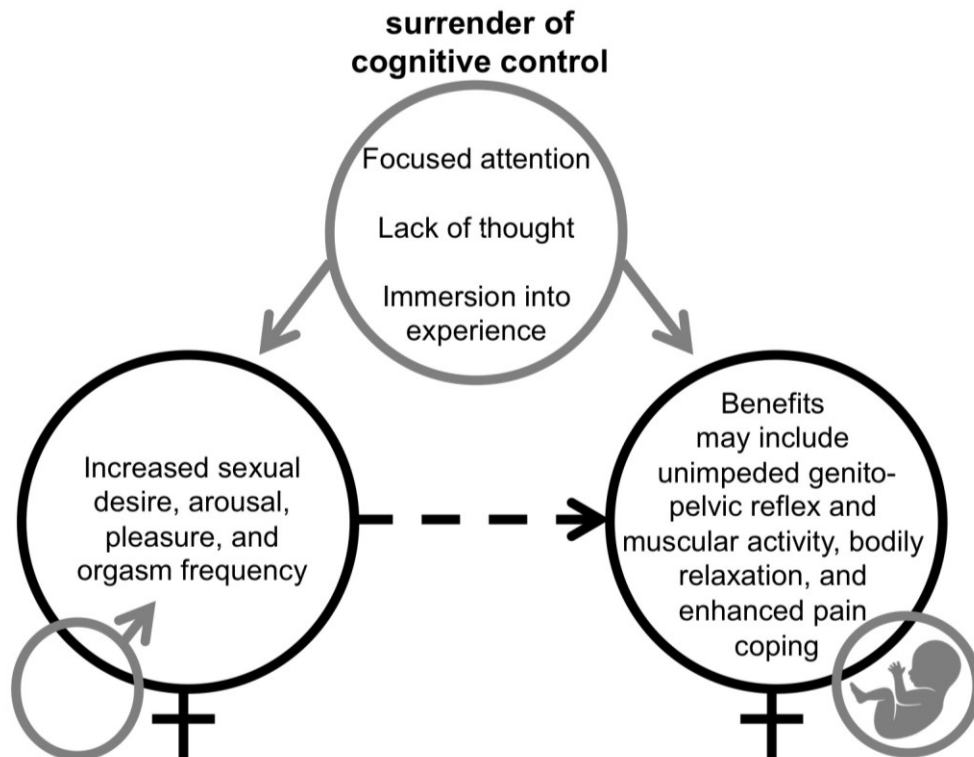 surrender of
cognitive control
Focused attention
Lack of thought
Immersion into
experience
Increased sexual
desire, arousal,
pleasure, and
orgasm frequency
Benefits
may include
unimpeded genito-
pelvic reflex and
muscular activity, bodily
relaxation, and
enhanced pain
coping